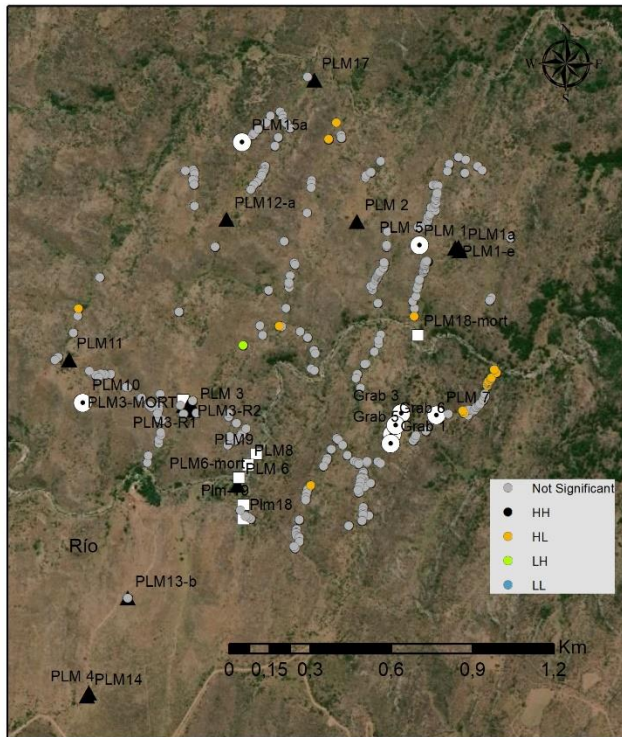 PLM17
W E
PLM15a
PLM12-a
PLM 2
PLM 5
PLM 1
PLM1a
PLM1-e
PLM18-mort
PLM11
PLM10
PLM 3
PLM3-MORT
PLM3-R2
PLM3-R1
Grab 3
Grab 6
PLM 7
Grab 5
Grab 1
PLM9
PLM8
PLM6-mort
PLM 6
Plm18
Río
PLM13-b
PLM 4
PLM14
Not Significant
HH
HL
LH
LL
Km
0 0,15 0,3 0,6 0,9 1,2